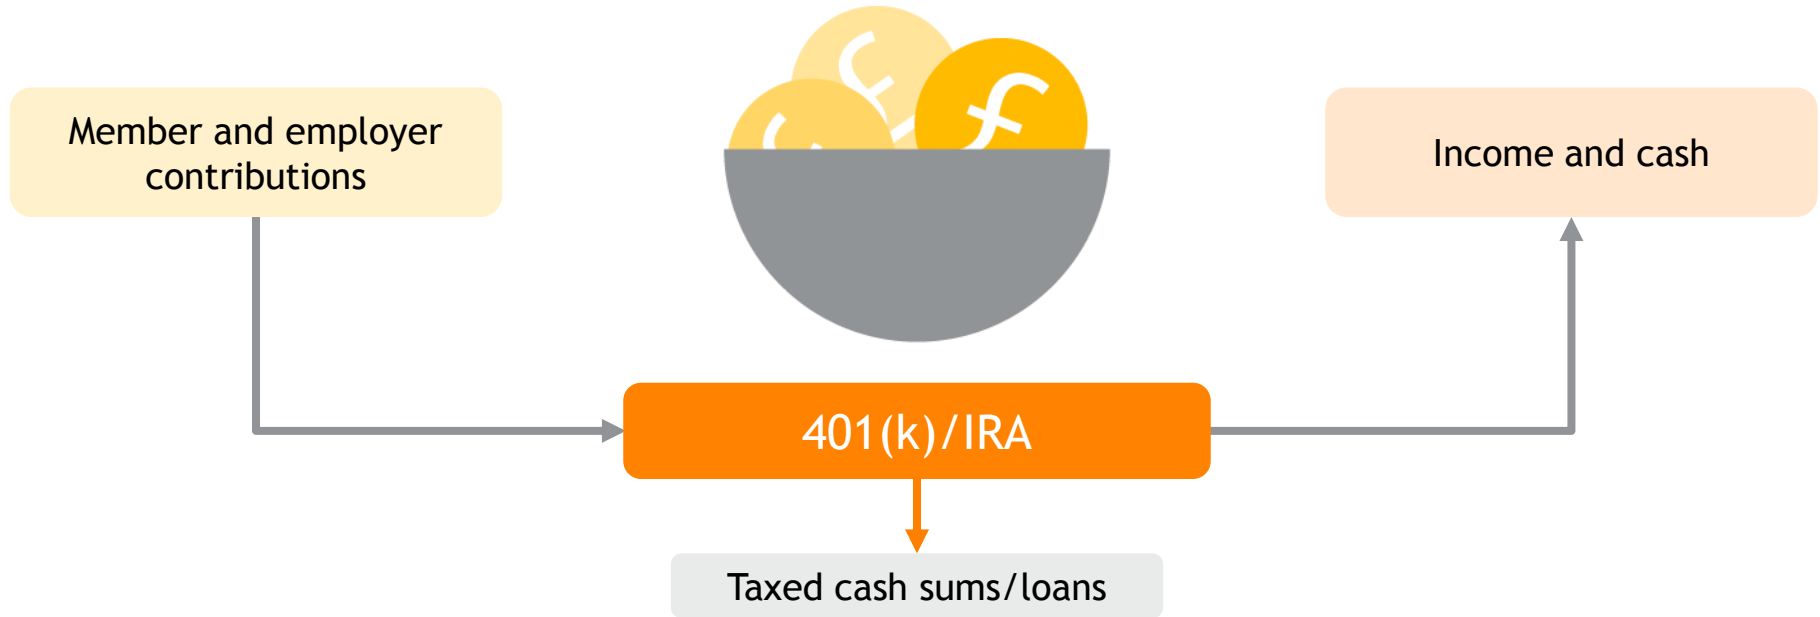 £
£
£
Member and employer
contributions
Income and cash
401(k)/IRA
Taxed cash sums/loans